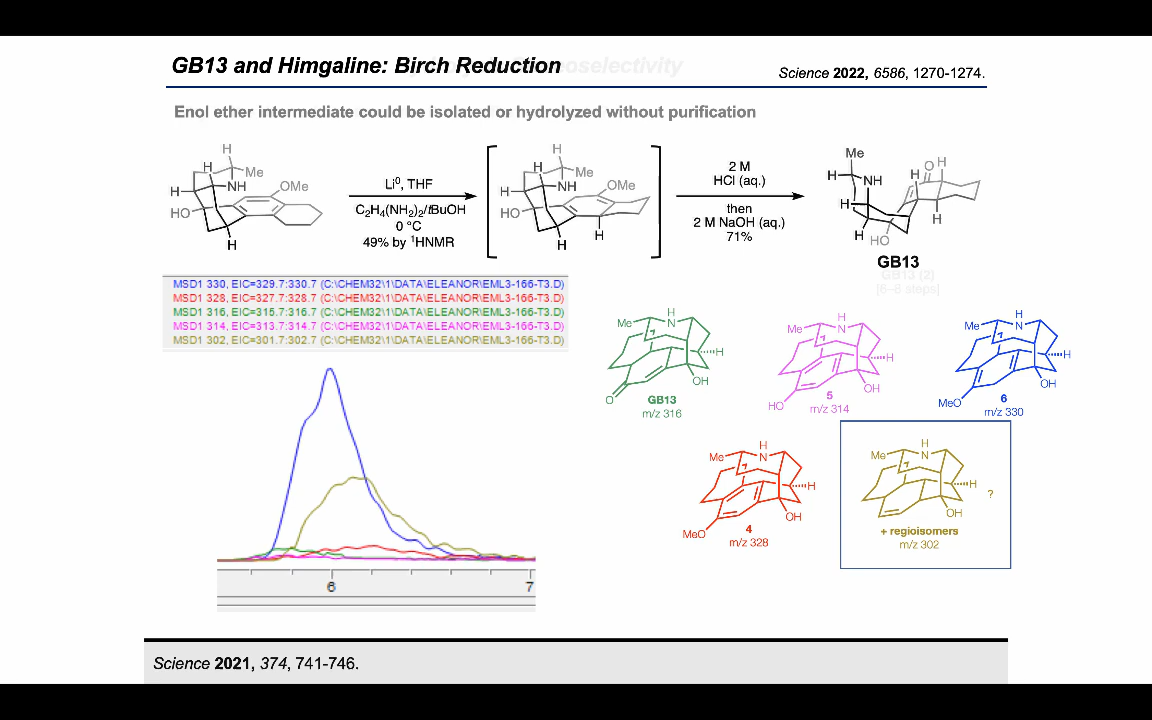 GB13 and Himgaline: Birch Reduction
oselectivity
Science 2022, 6586, 1270-1274.
Enol ether intermediate could be isolated or hydrolyzed without purification
H
H
Me
H
NH
OMe
HO
H
Li⁰, THF
C₂H₄(NH₂)₂/tBuOH
0 °C
49% by ¹HNMR
H
H
Me
H
NH
OMe
HO
H
H
2 M
HCl (aq.)
then
2 M NaOH (aq.)
71%
Me
H
NH
H
H
O
H
H
H
HO
GB13
GB13 (2)
[6–8 steps]
MSD1 330, EIC=329.7:330.7 (C:\CHEM32\1\DATA\ELEANOR\EML3-166-T3.D)
MSD1 328, EIC=327.7:328.7 (C:\CHEM32\1\DATA\ELEANOR\EML3-166-T3.D)
MSD1 316, EIC=315.7:316.7 (C:\CHEM32\1\DATA\ELEANOR\EML3-166-T3.D)
MSD1 314, EIC=313.7:314.7 (C:\CHEM32\1\DATA\ELEANOR\EML3-166-T3.D)
MSD1 302, EIC=301.7:302.7 (C:\CHEM32\1\DATA\ELEANOR\EML3-166-T3.D)
6
7
H
Me
N
H
OH
O
GB13
m/z 316
H
Me
N
H
OH
HO
5
m/z 314
H
Me
N
H
OH
MeO
6
m/z 330
H
Me
N
H
OH
MeO
4
m/z 328
H
Me
N
H
?
OH
+ regioisomers
m/z 302
Science 2021, 374, 741-746.